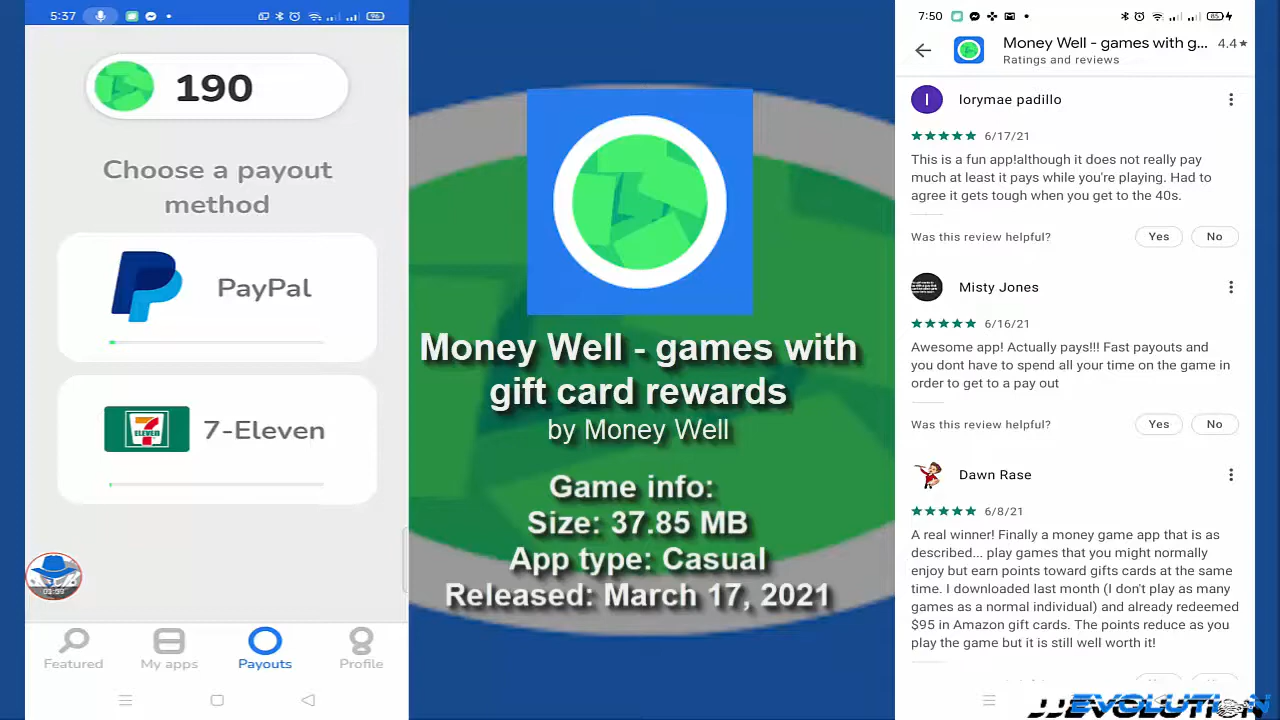 5:37
96
190
Choose a payout
method
PayPal
7
ELEVEN
7-Eleven
01:59
Featured
My apps
Payouts
Profile
Money Well - games with
gift card rewards
by Money Well
Game info:
Size: 37.85 MB
App type: Casual
Released: March 17, 2021
7:50
85
Money Well - games with g... 4.4★
Ratings and reviews
I
lorymae padillo
★★★★★ 6/17/21
This is a fun app!although it does not really pay
much at least it pays while you're playing. Had to
agree it gets tough when you get to the 40s.
Was this review helpful? Yes No
Misty Jones
★★★★★ 6/16/21
Awesome app! Actually pays!!! Fast payouts and
you dont have to spend all your time on the game in
order to get to a pay out
Was this review helpful? Yes No
Dawn Rase
★★★★★ 6/8/21
A real winner! Finally a money game app that is as
described... play games that you might normally
enjoy but earn points toward gifts cards at the same
time. I downloaded last month (I don't play as many
games as a normal individual) and already redeemed
$95 in Amazon gift cards. The points reduce as you
play the game but it is still well worth it!
JJEVOLUTION